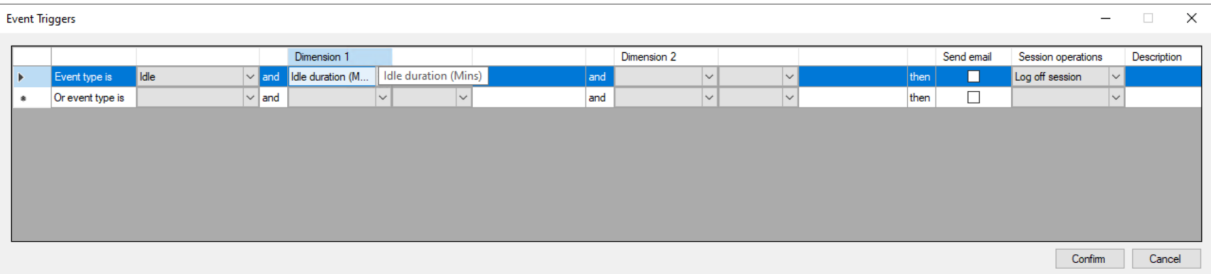 Event Triggers
Dimension 1 Dimension 2 Send email Session operations Description
Event type is Idle and Idle duration (M... Idle duration (Mins) and then Log off session
Or event type is and and then
Confirm Cancel